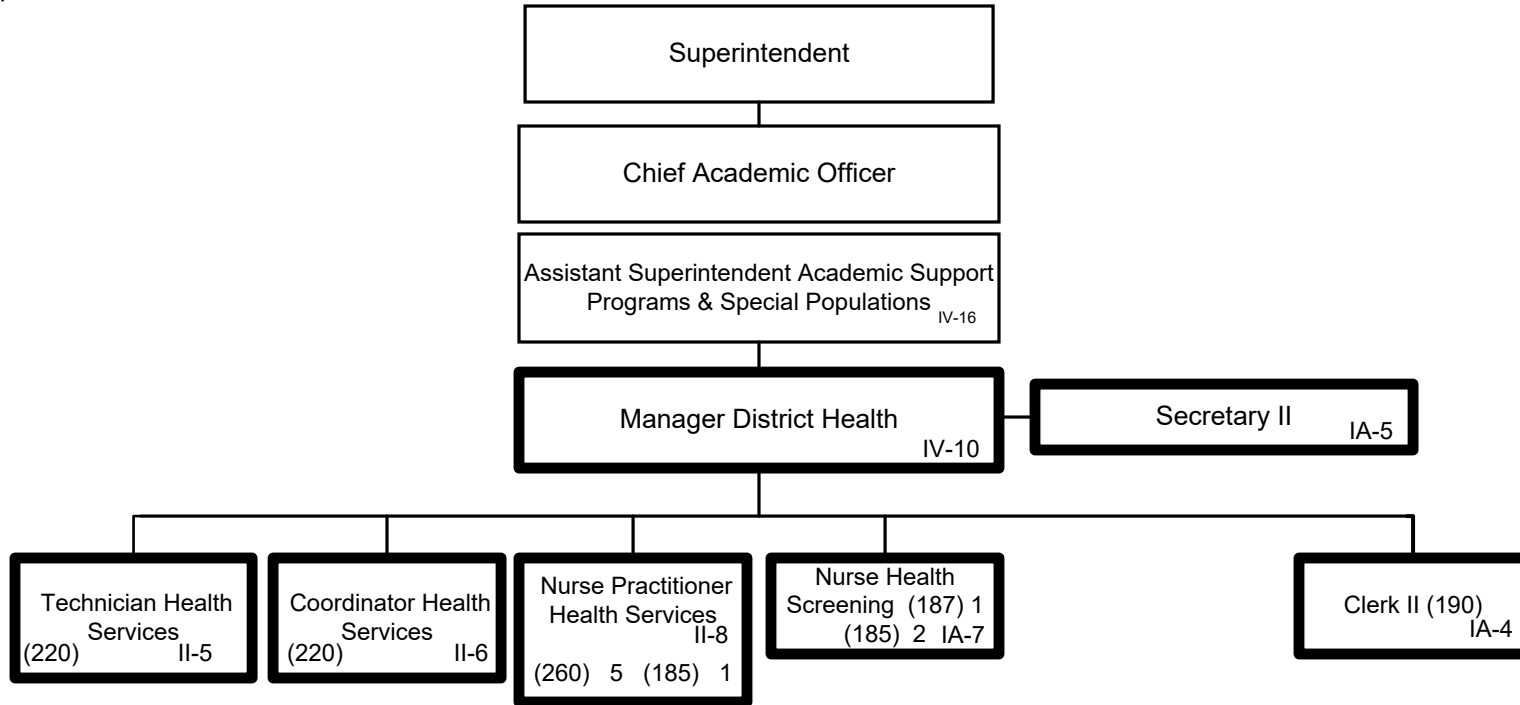 Superintendent
Chief Academic Officer
Assistant Superintendent Academic Support
Programs & Special Populations IV-16
Manager District Health
IV-10
Secretary II
IA-5
Technician Health
Services
(220) II-5
Coordinator Health
Services
(220) II-6
Nurse Practitioner
Health Services
II-8
(260) 5 (185) 1
Nurse Health
Screening (187) 1
(185) 2 IA-7
Clerk II (190)
IA-4